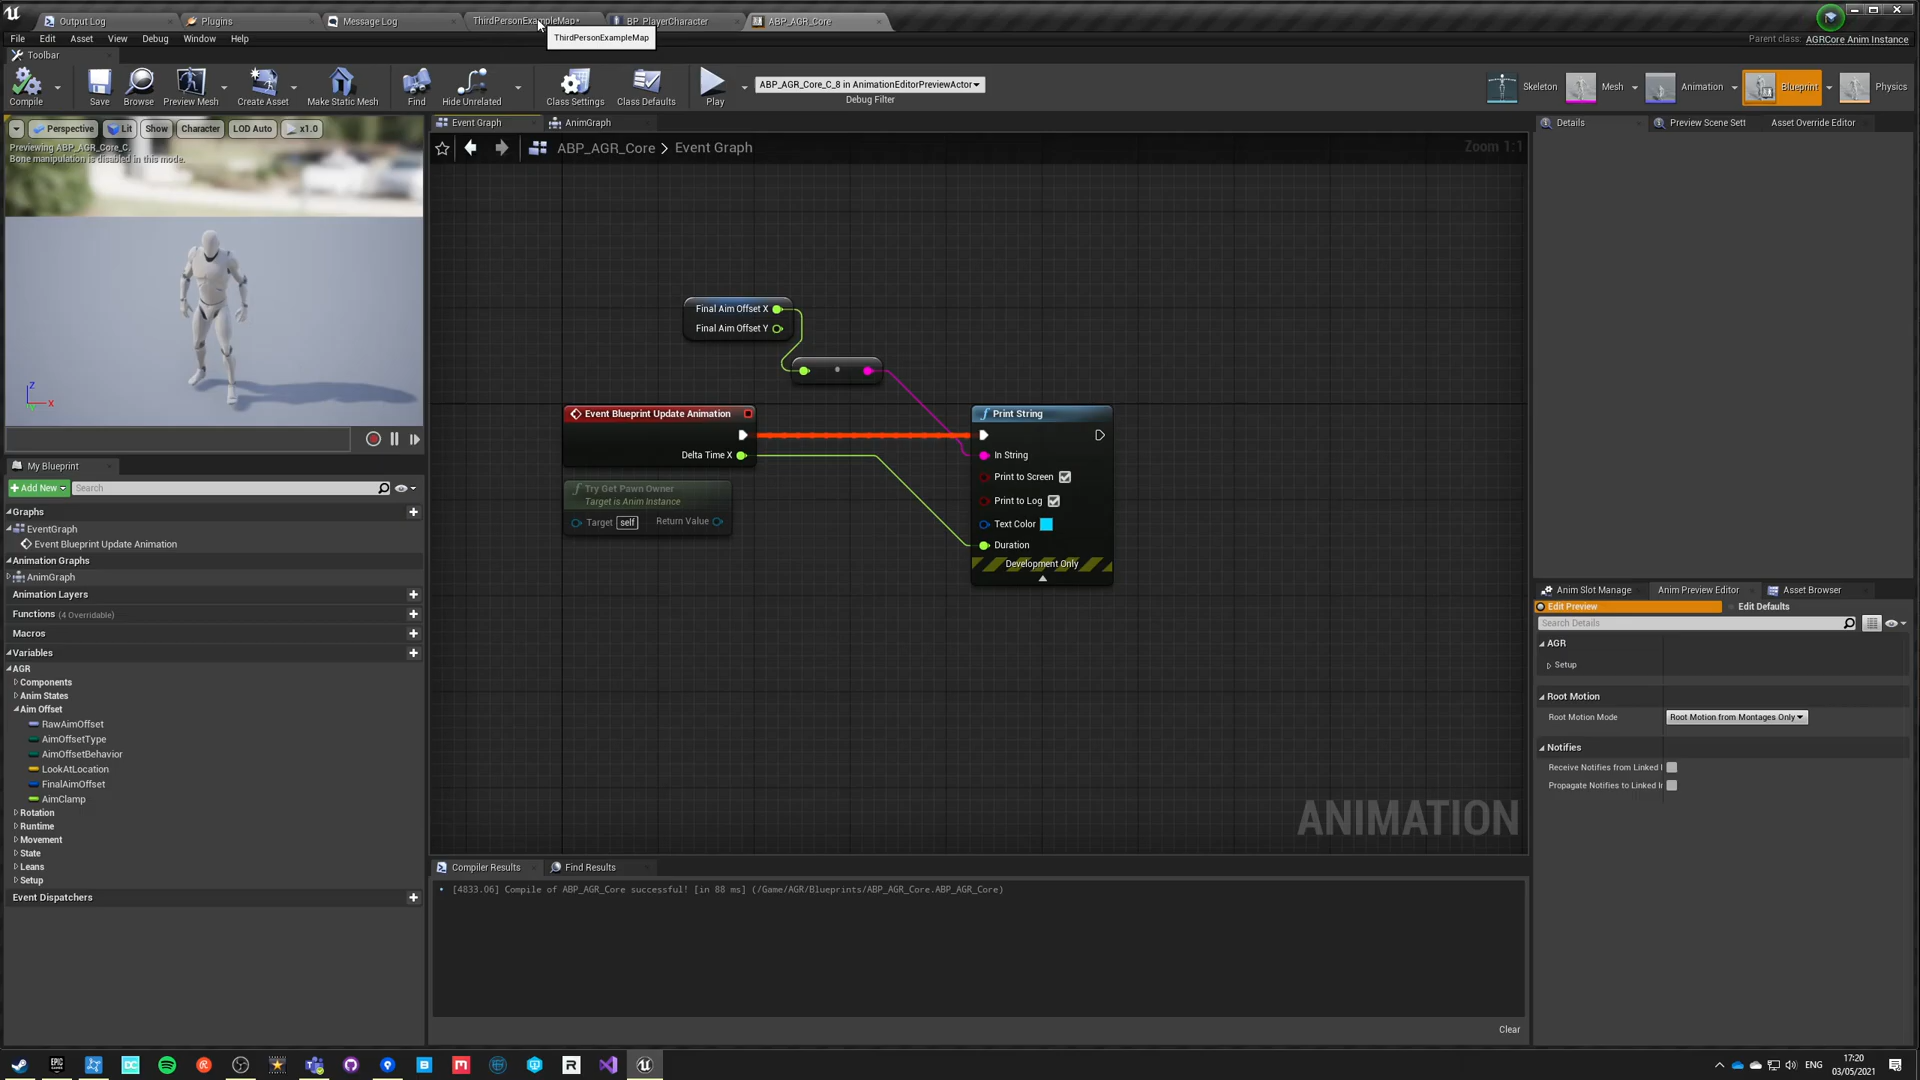 Output Log
Plugins
Message Log
ThirdPersonExampleMap*
BP_PlayerCharacter
ABP_AGR_Core
ThirdPersonExampleMap
File
Edit
Asset
View
Debug
Window
Help
Parent class: AGRCore Anim Instance
Toolbar
Compile
Save
Browse
Preview Mesh
Create Asset
Make Static Mesh
Find
Hide Unrelated
Class Settings
Class Defaults
Play
ABP_AGR_Core_C_8 in AnimationEditorPreviewActor
Debug Filter
Skeleton
Mesh
Animation
Blueprint
Physics
Perspective
Lit
Show
Character
LOD Auto
x1.0
Previewing ABP_AGR_Core_C.
Bone manipulation is disabled in this mode.
Z
X
Event Graph
AnimGraph
ABP_AGR_Core > Event Graph
Zoom 1:1
Final Aim Offset X
Final Aim Offset Y
Event Blueprint Update Animation
Delta Time X
Try Get Pawn Owner
Target is Anim Instance
Target self
Return Value
Print String
In String
Print to Screen
Print to Log
Text Color
Duration
Development Only
ANIMATION
My Blueprint
+Add New
Search
Graphs
EventGraph
Event Blueprint Update Animation
Animation Graphs
AnimGraph
Animation Layers
Functions (4 Overridable)
Macros
Variables
AGR
Components
Anim States
Aim Offset
RawAimOffset
AimOffsetType
AimOffsetBehavior
LookAtLocation
FinalAimOffset
AimClamp
Rotation
Runtime
Movement
State
Leans
Setup
Event Dispatchers
Compiler Results
Find Results
[4833.06] Compile of ABP_AGR_Core successful! [in 88 ms] (/Game/AGR/Blueprints/ABP_AGR_Core.ABP_AGR_Core)
Clear
Details
Preview Scene Sett
Asset Override Editor
Anim Slot Manage
Anim Preview Editor
Asset Browser
Edit Preview
Edit Defaults
Search Details
AGR
Setup
Root Motion
Root Motion Mode
Root Motion from Montages Only
Notifies
Receive Notifies from Linked I
Propagate Notifies to Linked Ir
EPIC
DC
B
M
R
ENG
17:20
03/05/2021